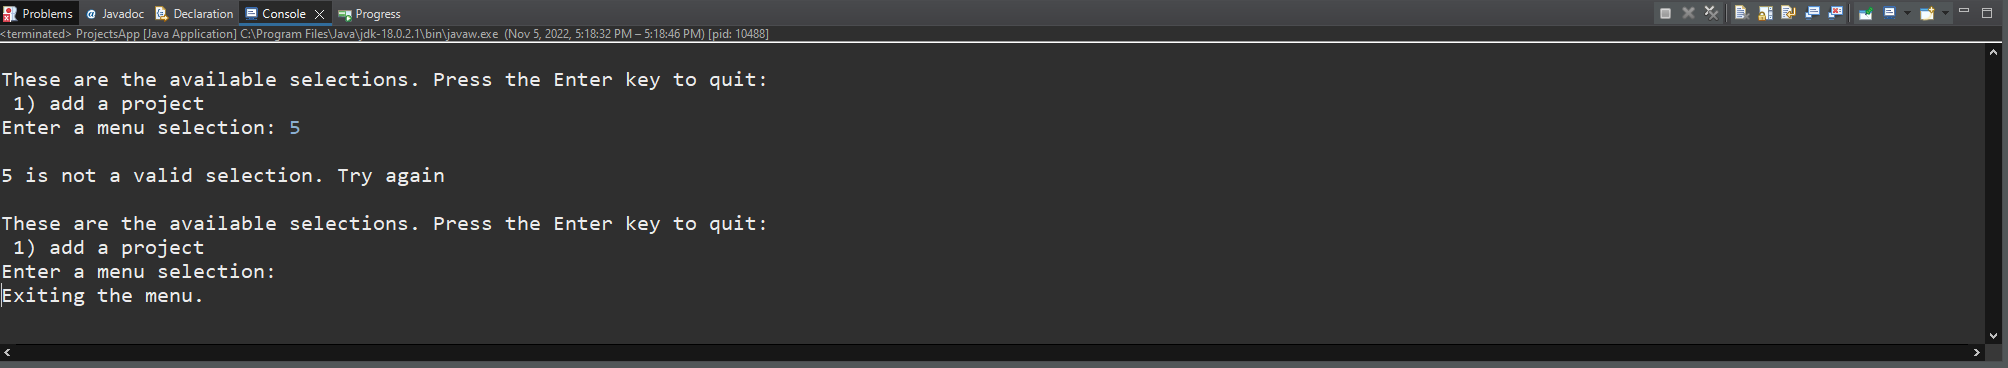 Problems Javadoc Declaration Console Progress
<terminated> ProjectsApp [Java Application] C:\Program Files\Java\jdk-18.0.2.1\bin\javaw.exe (Nov 5, 2022, 5:18:32 PM – 5:18:46 PM) [pid: 10488]
These are the available selections. Press the Enter key to quit:
1) add a project
Enter a menu selection: 5
5 is not a valid selection. Try again
These are the available selections. Press the Enter key to quit:
1) add a project
Enter a menu selection:
Exiting the menu.